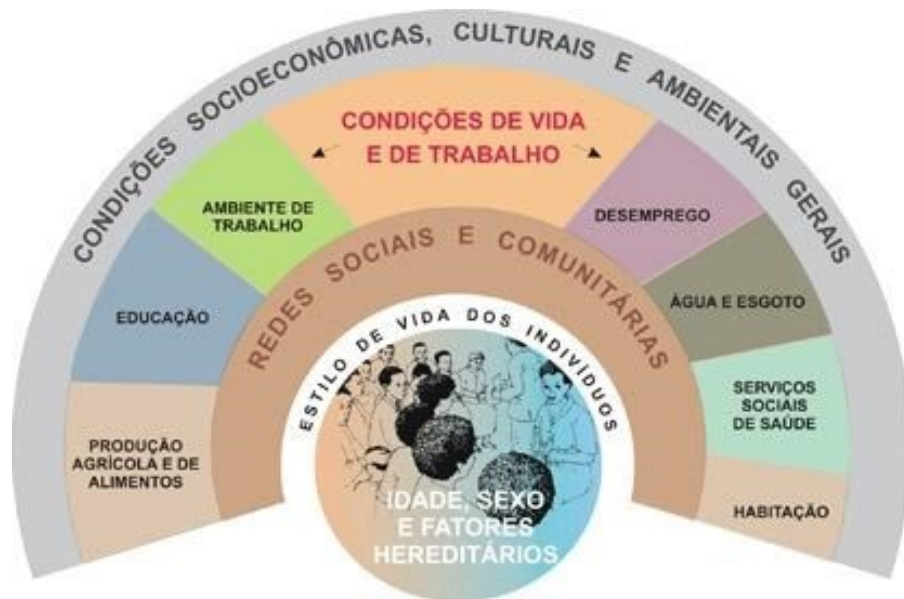 CONDIÇÕES SOCIOECONÔMICAS, CULTURAIS E AMBIENTAIS GERAIS
CONDIÇÕES DE VIDA
E DE TRABALHO
AMBIENTE DE
TRABALHO
DESEMPREGO
EDUCAÇÃO
ÁGUA E ESGOTO
PRODUÇÃO
AGRÍCOLA E DE
ALIMENTOS
SERVIÇOS
SOCIAIS
DE SAÚDE
HABITAÇÃO
REDES SOCIAIS E COMUNITÁRIAS
ESTILO DE VIDA DOS INDIVÍDUOS
IDADE, SEXO
E FATORES
HEREDITÁRIOS